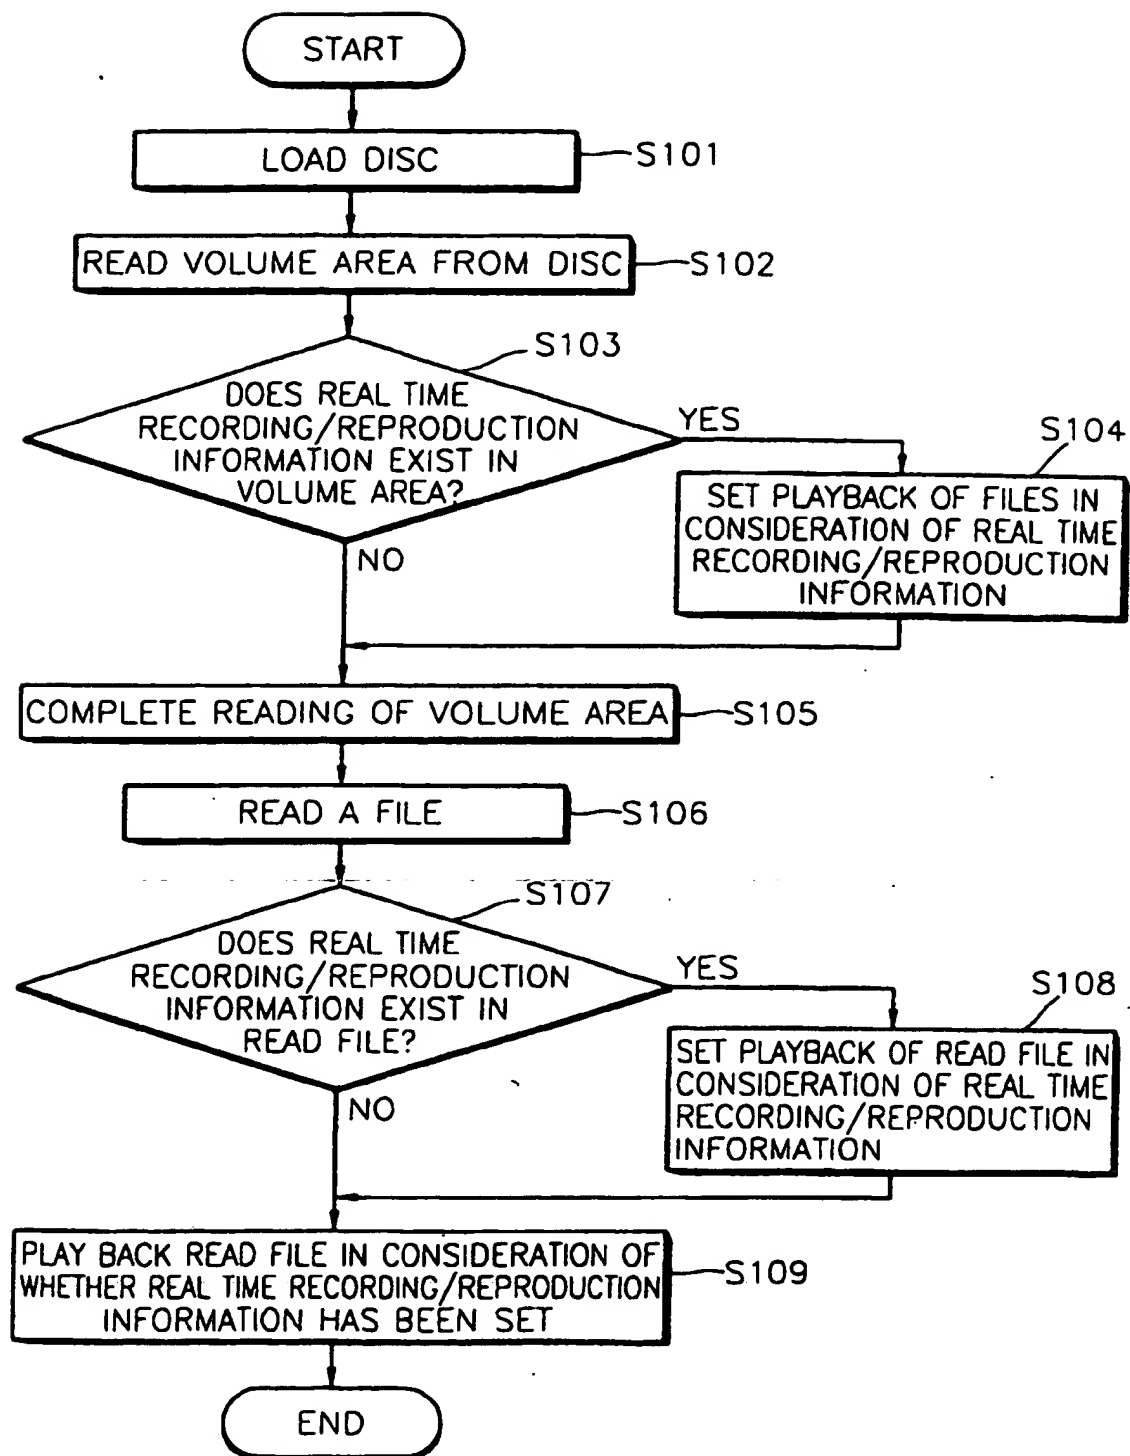 START
LOAD DISC
S101
READ VOLUME AREA FROM DISC
S102
S103
DOES REAL TIME
RECORDING/REPRODUCTION
INFORMATION EXIST IN
VOLUME AREA?
YES
S104
SET PLAYBACK OF FILES IN
CONSIDERATION OF REAL TIME
RECORDING/REPRODUCTION
INFORMATION
NO
COMPLETE READING OF VOLUME AREA
S105
READ A FILE
S106
S107
DOES REAL TIME
RECORDING/REPRODUCTION
INFORMATION EXIST IN
READ FILE?
YES
S108
SET PLAYBACK OF READ FILE IN
CONSIDERATION OF REAL TIME
RECORDING/REPRODUCTION
INFORMATION
NO
PLAY BACK READ FILE IN CONSIDERATION OF
WHETHER REAL TIME RECORDING/REPRODUCTION
INFORMATION HAS BEEN SET
S109
END